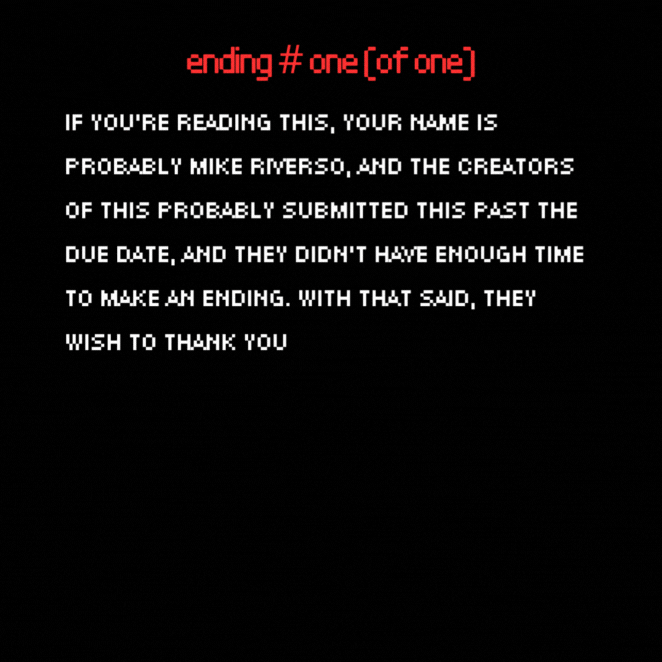 ending # one (of one)
IF YOU'RE READING THIS, YOUR NAME IS
PROBABLY MIKE RIVERSO, AND THE CREATORS
OF THIS PROBABLY SUBMITTED THIS PAST THE
DUE DATE, AND THEY DIDN'T HAVE ENOUGH TIME
TO MAKE AN ENDING. WITH THAT SAID, THEY
WISH TO THANK YOU